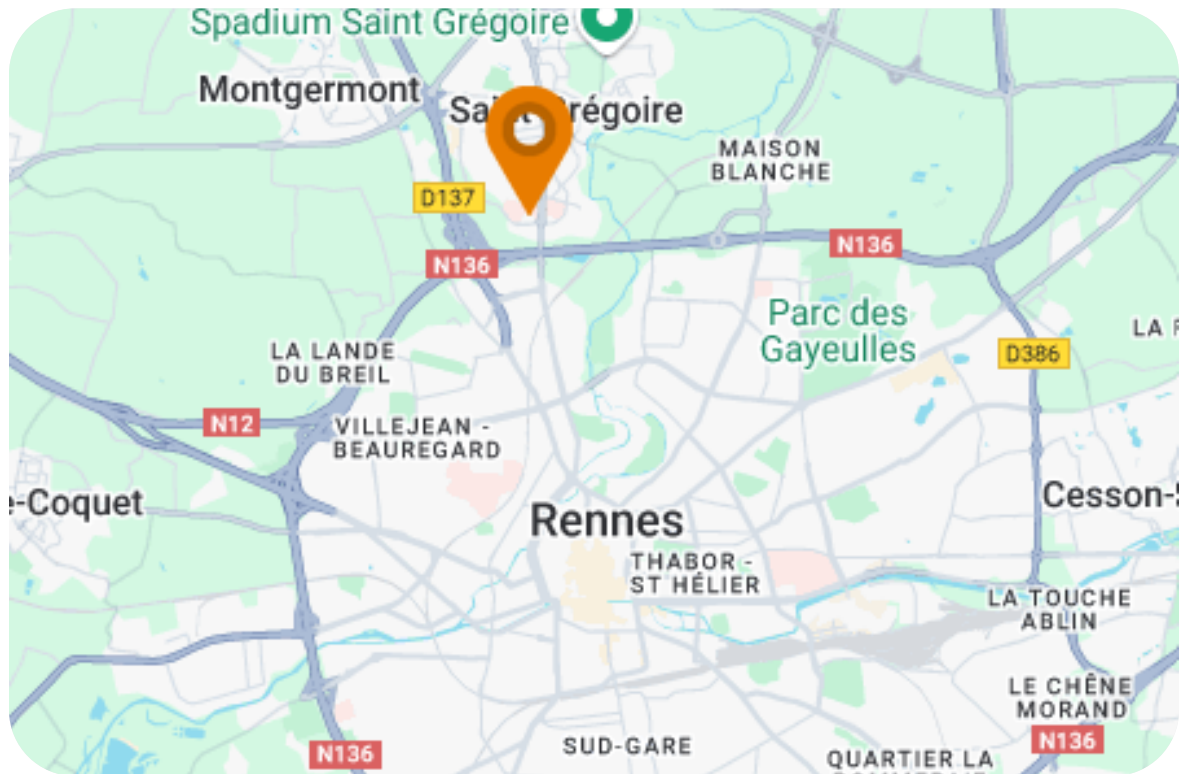 Spadium Saint Grégoire
Montgermont
Saint Grégoire
MAISON
BLANCHE
D137
N136
N136
Parc des
Gayeulles
LA F
D386
LA LANDE
DU BREIL
N12
VILLEJEAN -
BEAUREGARD
e-Coquet
Cesson-S
Rennes
THABOR -
ST HÉLIER
LA TOUCHE
ABLIN
LE CHÊNE
MORAND
N136
N136
SUD-GARE
QUARTIER LA